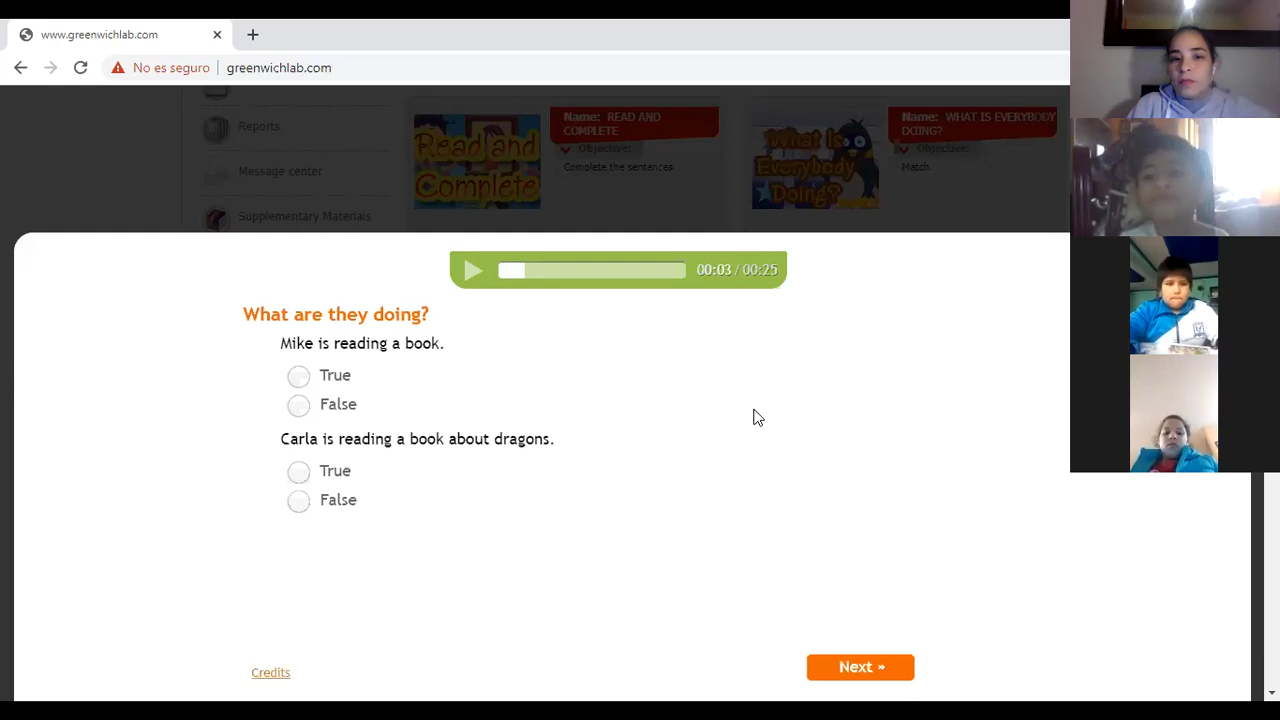 www.greenwichlab.com
No es seguro
greenwichlab.com
Reports
Message center
Supplementary Materials
Read and
Complete
Name: READ AND
COMPLETE
Objective:
Complete the sentences.
What Is
Everybody
Doing?
Name: WHAT IS EVERYBODY
DOING?
Objective:
Match.
00:03 / 00:25
What are they doing?
Mike is reading a book.
True
False
Carla is reading a book about dragons.
True
False
Credits
Next »